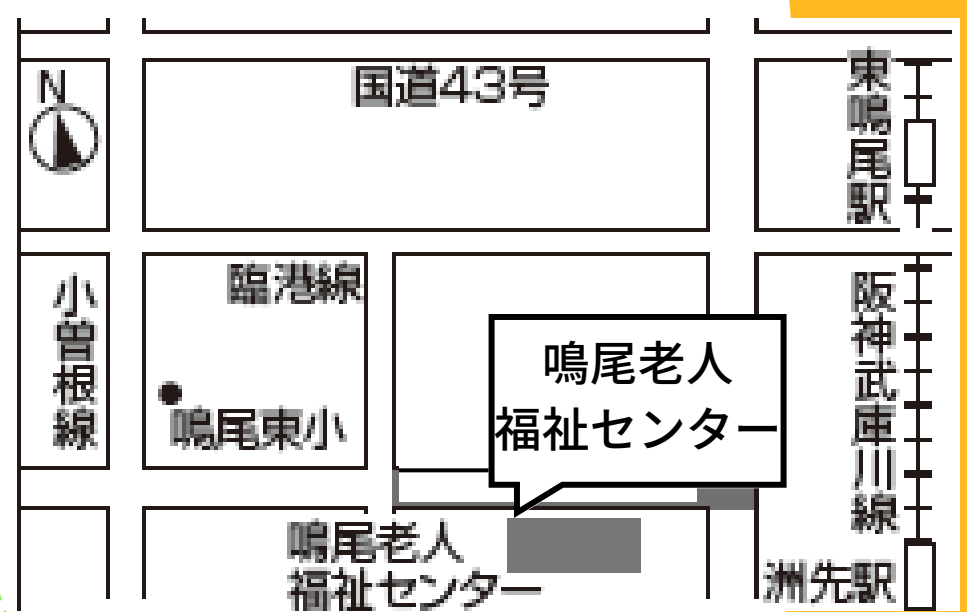 N
国道43号
東鳴尾駅
臨港線
小曽根線
阪神武庫川線
鳴尾老人
福祉センター
鳴尾東小
鳴尾老人
福祉センター
洲先駅